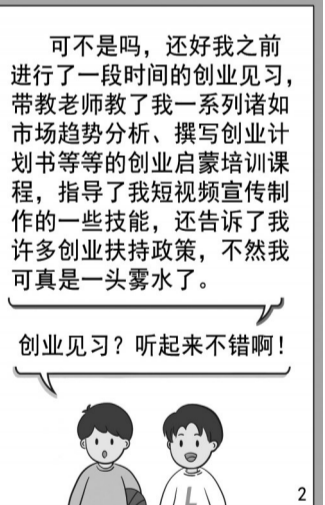 可不是吗，还好我之前
进行了一段时间的创业见习，
带教老师教了我一系列诸如
市场趋势分析、撰写创业计
划书等等的创业启蒙培训课
程，指导了我短视频宣传制
作的一些技能，还告诉了我
许多创业扶持政策，不然我
可真是一头雾水了。
创业见习？听起来不错啊！
L
2